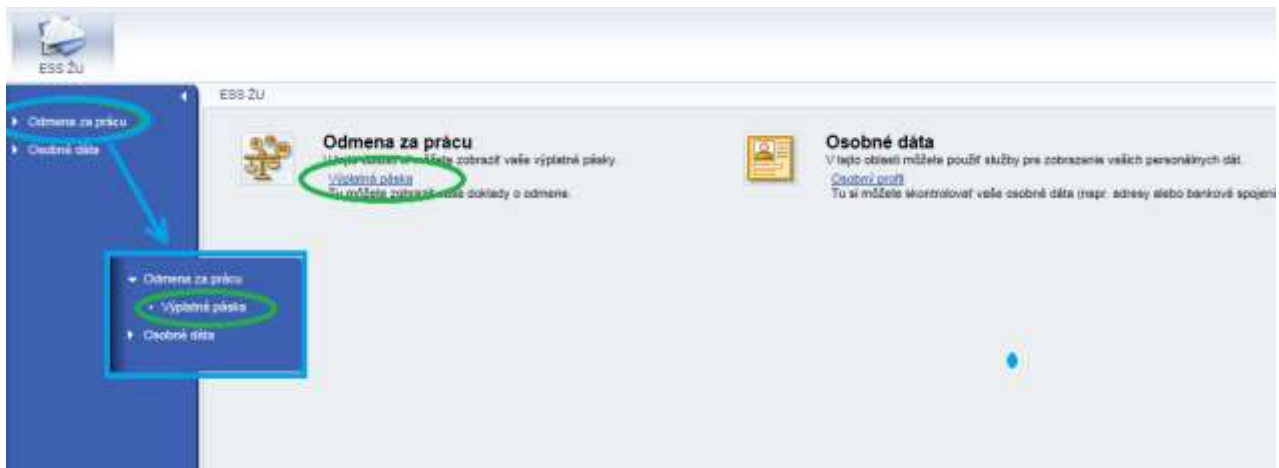 ESS ŽU
ESS ŽU
Odmena za prácu
Osobné dáta
Odmena za prácu
V tejto oblasti si môžete zobraziť vaše výplatné pásky.
Výplatná páska
Tu môžete zobraziť vaše doklady o odmene.
Osobné dáta
V tejto oblasti môžete použiť služby pre zobrazenie vašich personálnych dát.
Osobný profil
Tu si môžete skontrolovať vaše osobné dáta (napr. adresy alebo bankové spojeni
Odmena za prácu
Výplatná páska
Osobné dáta